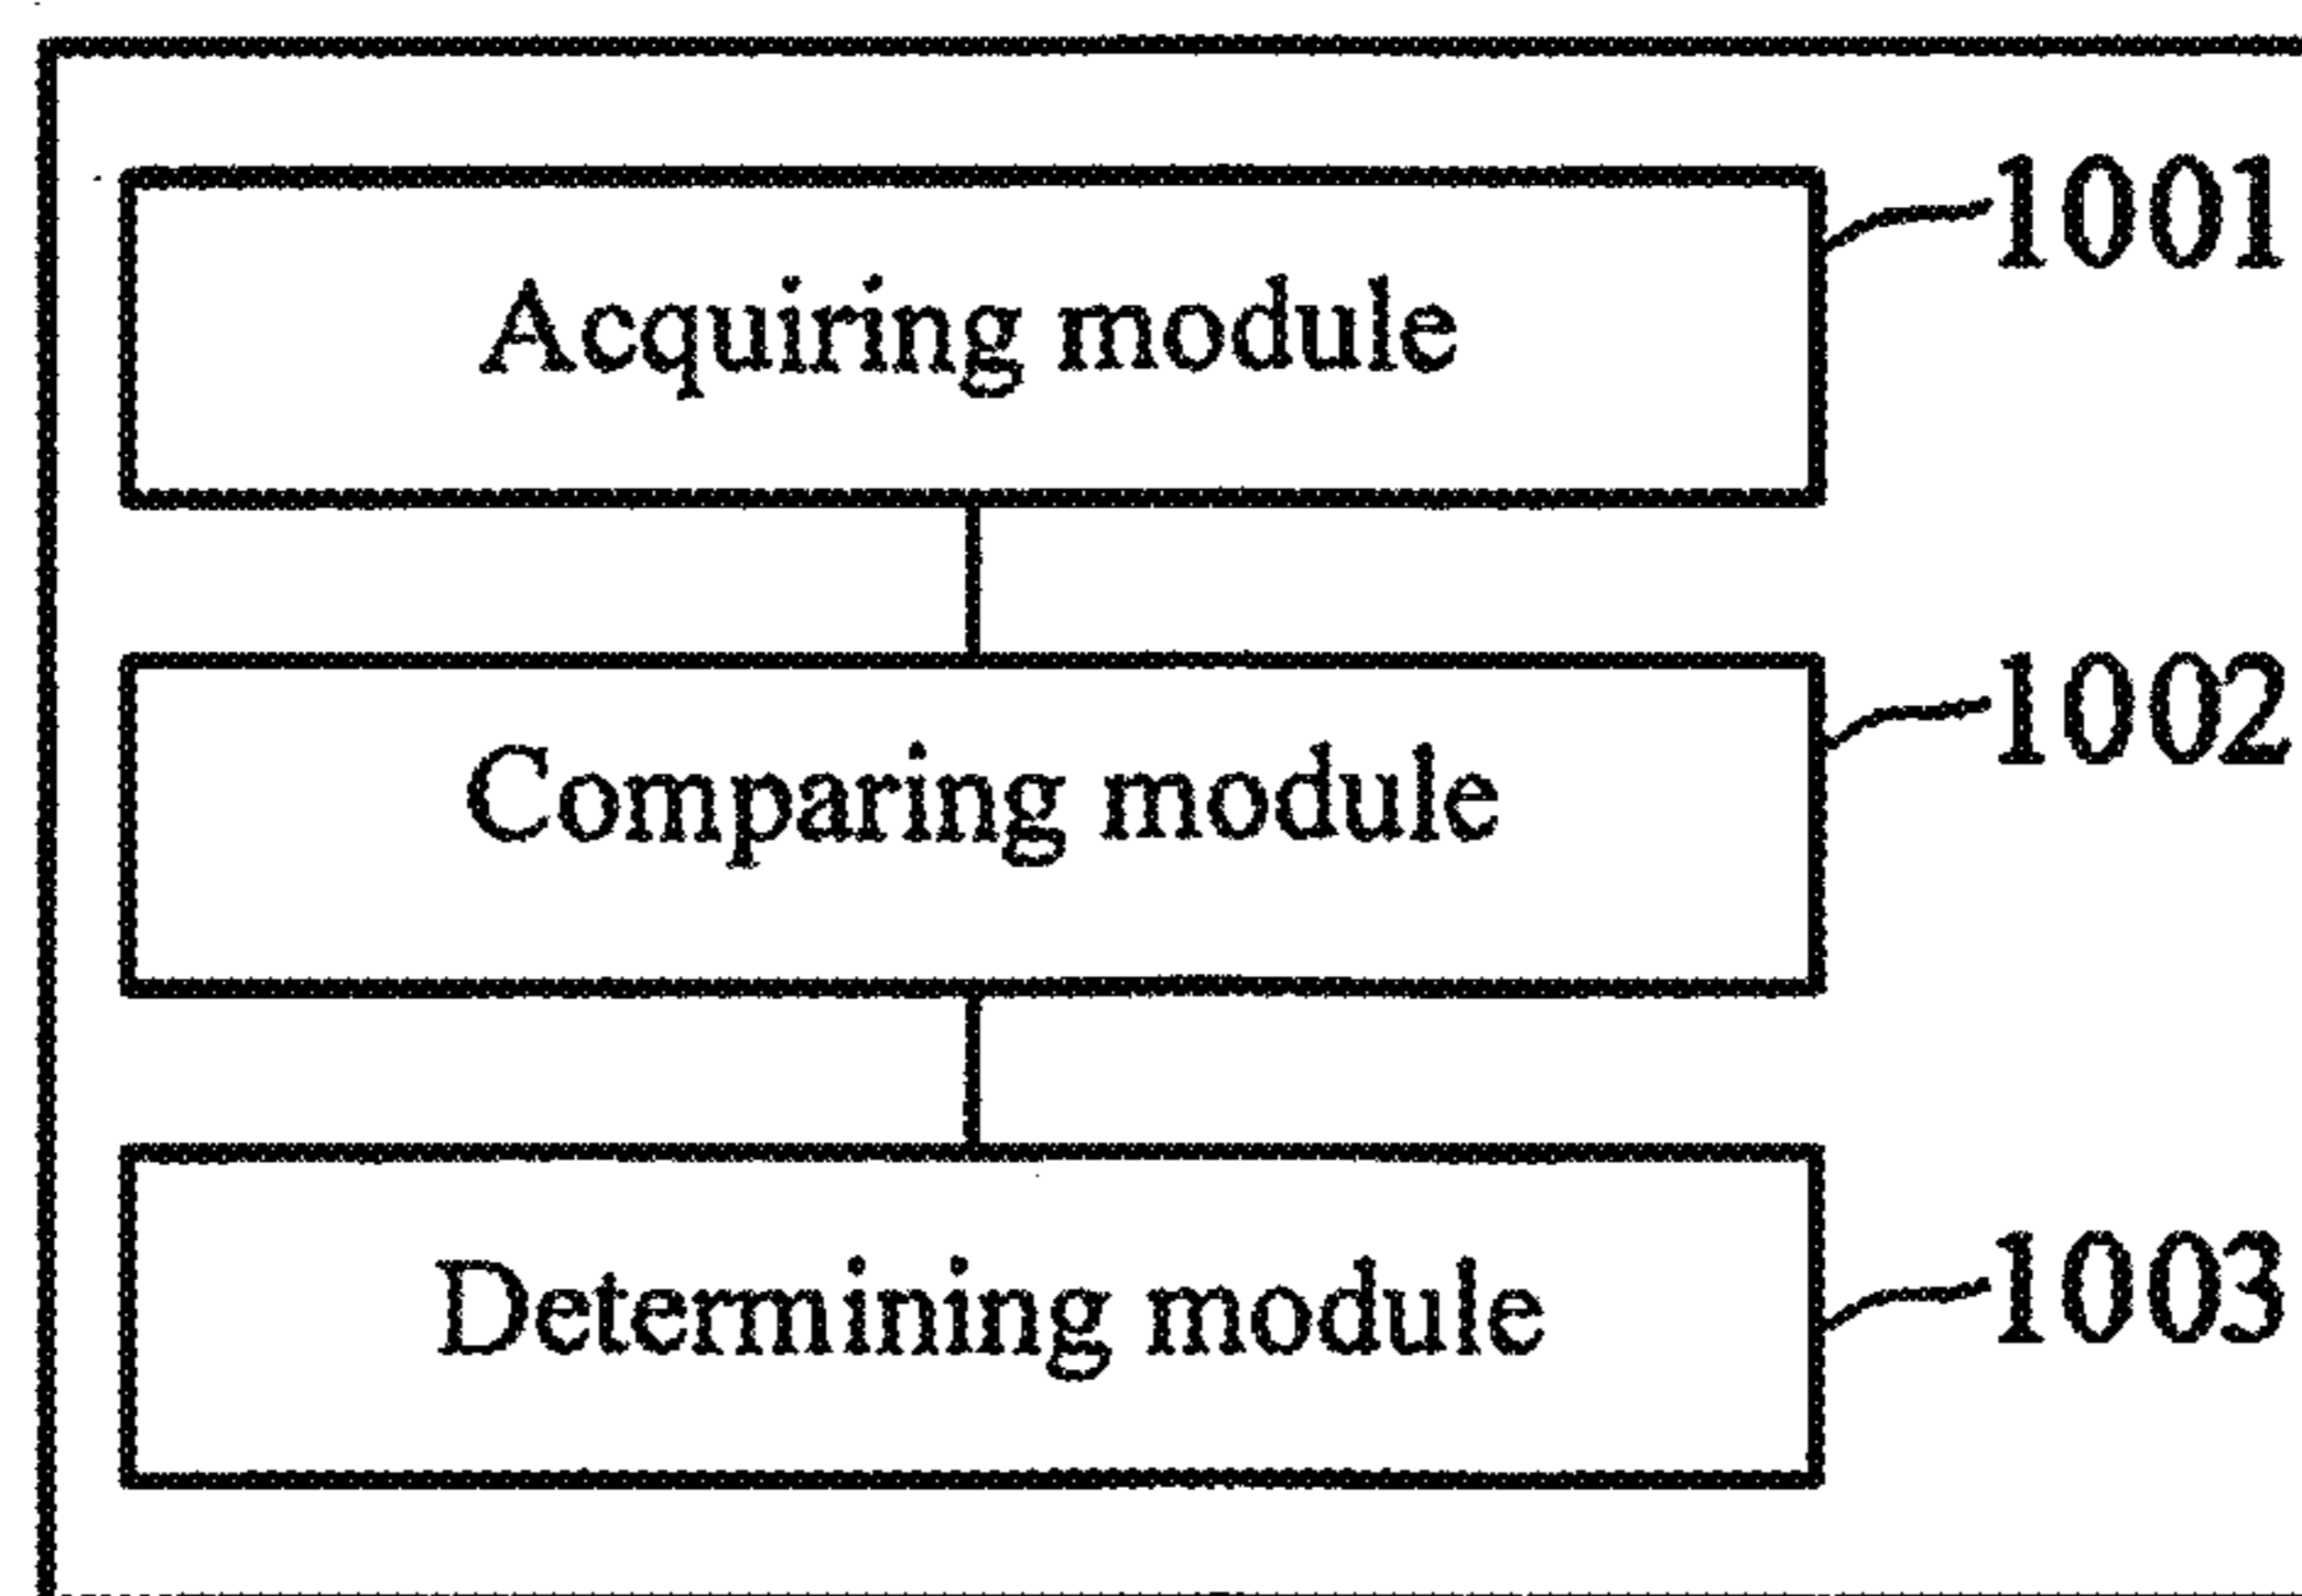 1001
Acquiring module
1002
Comparing module
1003
Determining module